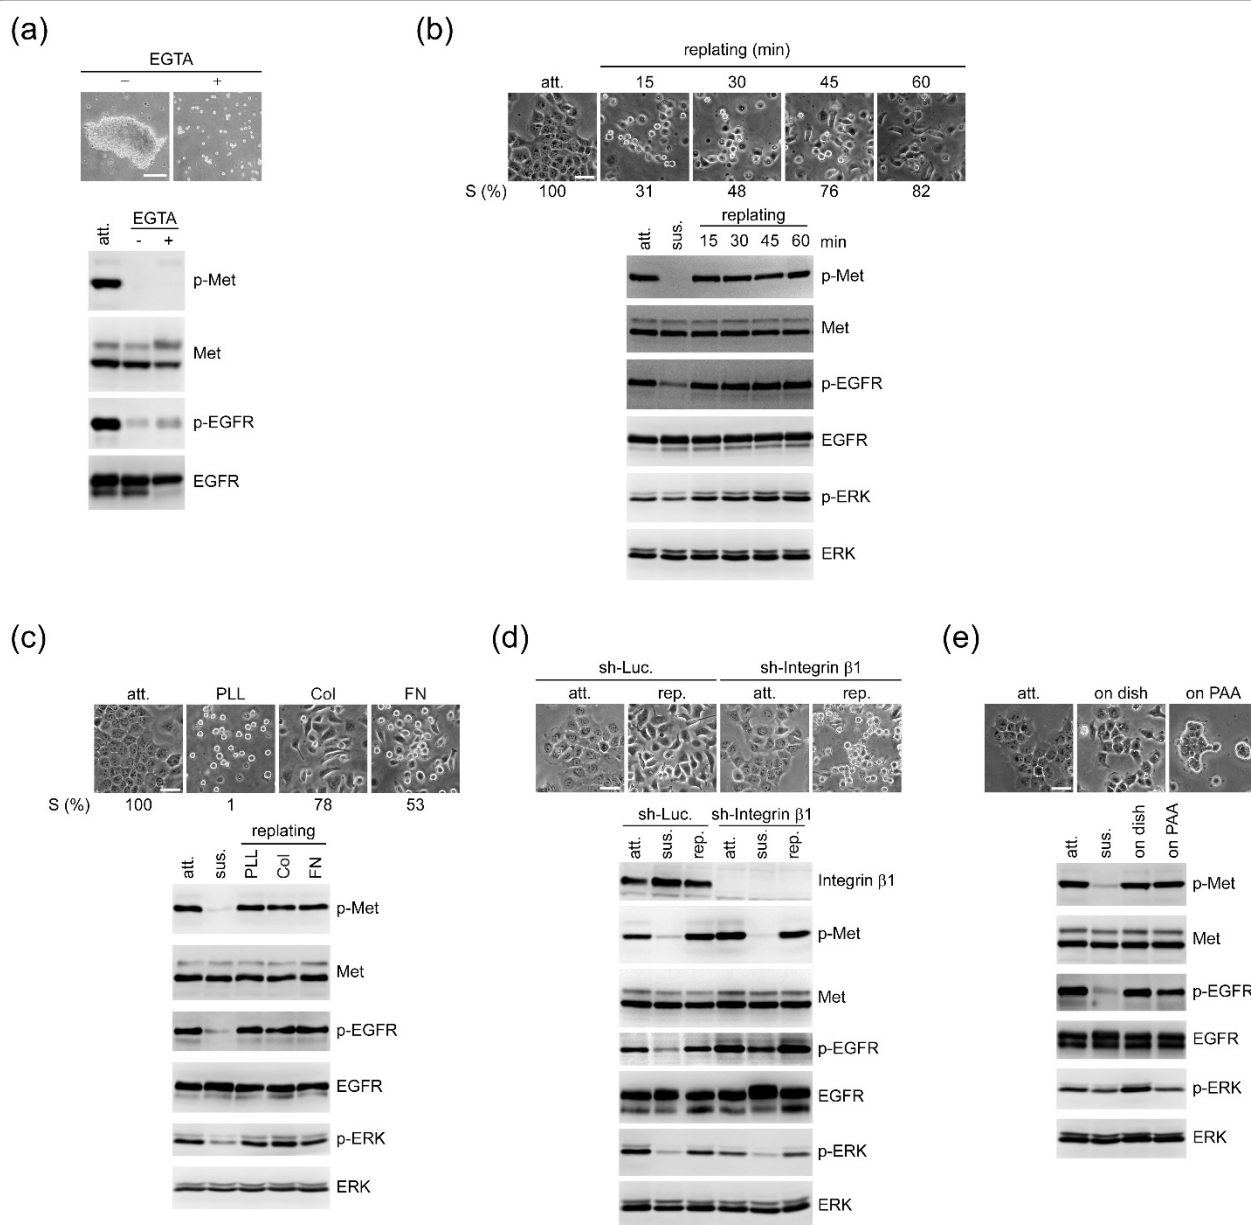 (a)
EGTA
− +
EGTA
att. - +
p-Met
Met
p-EGFR
EGFR
(b)
replating (min)
att. 15 30 45 60
S (%) 100 31 48 76 82
replating
att. sus. 15 30 45 60 min
p-Met
Met
p-EGFR
EGFR
p-ERK
ERK
(c)
att. PLL Col FN
S (%) 100 1 78 53
replating
att. sus. PLL Col FN
p-Met
Met
p-EGFR
EGFR
p-ERK
ERK
(d)
sh-Luc. sh-Integrin β1
att. rep. att. rep.
sh-Luc. sh-Integrin β1
att. sus. rep. att. sus. rep.
Integrin β1
p-Met
Met
p-EGFR
EGFR
p-ERK
ERK
(e)
att. on dish on PAA
att. sus. on dish on PAA
p-Met
Met
p-EGFR
EGFR
p-ERK
ERK